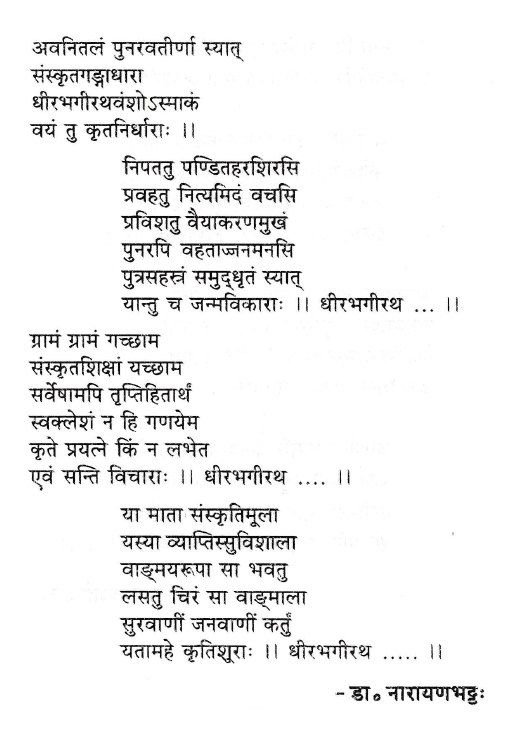 अवनितलं पुनरवतीर्णा स्यात्
संस्कृतगङ्गाधारा
धीरभगीरथवंशोऽस्माकं
वयं तु कृतनिर्धाराः ।।
निपततु पण्डितहरशिरसि
प्रवहतु नित्यमिदं वचसि
प्रविशतु वैयाकरणमुखं
पुनरपि वहताज्जनमनसि
पुत्रसहस्त्रं समुद्धृतं स्यात्
यान्तु च जन्मविकाराः ।। धीरभगीरथ ... ।।
ग्रामं ग्रामं गच्छाम
संस्कृतशिक्षां यच्छाम
सर्वेषामपि तृप्तिहितार्थं
स्वक्लेशं न हि गणयेम
कृते प्रयत्ने किं न लभेत
एवं सन्ति विचाराः ।। धीरभगीरथ .... ।।
या माता संस्कृतिमूला
यस्या व्याप्तिस्सुविशाला
वाङ्मयरूपा सा भवतु
लसतु चिरं सा वाङ्माला
सुरवाणीं जनवाणीं कर्तुं
यतामहे कृतिशूराः ।। धीरभगीरथ ..... ।।
- डा॰ नारायणभट्टः